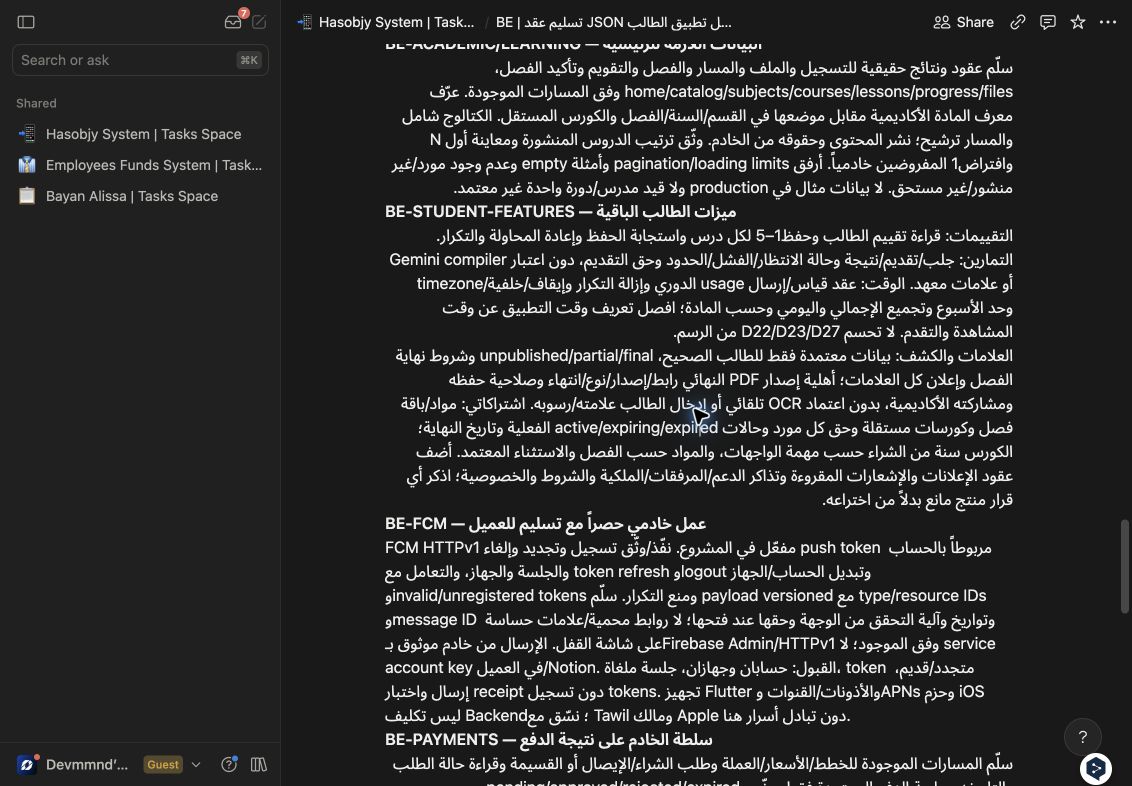 7
Hasobjy System | Task...
/
BE | تسليم عقد JSON ل تطبيق الطالب...
Share
Search or ask
⌘K
Shared
Hasobjy System | Tasks Space
Employees Funds System | Task...
Bayan Alissa | Tasks Space
BE-ACADEMIC/LEARNING — البيانات اللازمة للرئيسية
سلّم عقود ونتائج حقيقية للتسجيل والملف والمسار والفصل والتقويم وتأكيد الفصل،
home/catalog/subjects/courses/lessons/progress/files وفق المسارات الموجودة. عرّف
معرف المادة الأكاديمية مقابل موضعها في القسم/السنة/الفصل والكورس المستقل. الكتالوج شامل
والمسار ترشيح؛ نشر المحتوى وحقوقه من الخادم. وثّق ترتيب الدروس المنشورة ومعاينة أول N
وافتراض1 المفروضين خادمياً. أرفق pagination/loading limits وأمثلة empty وعدم وجود مورد/غير
منشور/غير مستحق. لا بيانات مثال في production ولا قيد مدرس/دورة واحدة غير معتمد.
BE-STUDENT-FEATURES — ميزات الطالب الباقية
التقييمات: قراءة تقييم الطالب وحفظ1–5 لكل درس واستجابة الحفظ وإعادة المحاولة والتكرار.
التمارين: جلب/تقديم/نتيجة وحالة الانتظار/الفشل/الحدود وحق التقديم، دون اعتبار Gemini compiler
أو علامات معهد. الوقت: عقد قياس/إرسال usage الدوري وإزالة التكرار وإيقاف/خلفية/timezone
وحد الأسبوع وتجميع الإجمالي واليومي وحسب المادة؛ افصل تعريف وقت التطبيق عن وقت
المشاهدة والتقدم. لا تحسم D22/D23/D27 من الرسم.
العلامات والكشف: بيانات معتمدة فقط للطالب الصحيح، unpublished/partial/final وشروط نهاية
الفصل وإعلان كل العلامات؛ أهلية إصدار PDF النهائي رابط/إصدار/نوع/انتهاء وصلاحية حفظه
ومشاركته الأكاديمية، بدون اعتماد OCR تلقائي أو إدخال الطالب علامته/رسوبه. اشتراكاتي: مواد/باقة
فصل وكورسات مستقلة وحق كل مورد وحالات active/expiring/expired الفعلية وتاريخ النهاية؛
الكورس سنة من الشراء حسب مهمة الواجهات، والمواد حسب الفصل والاستثناء المعتمد. أضف
عقود الإعلانات والإشعارات المقروءة وتذاكر الدعم/المرفقات/الملكية والشروط والخصوصية؛ اذكر أي
قرار منتج مانع بدلاً من اختراعه.
BE-FCM — عمل خادمي حصراً مع تسليم للعميل
FCM HTTPv1 مفعّل في المشروع. نفّذ/وثّق تسجيل وتجديد وإلغاء push token مربوطاً بالحساب
والجلسة والجهاز، والتعامل مع token refresh وlogout وتبديل الحساب/الجهاز
وinvalid/unregistered tokens ومنع التكرار. سلّم payload versioned مع type/resource IDs
وmessage ID وتواريخ وآلية التحقق من الوجهة وحقها عند فتحها؛ لا روابط محمية/علامات حساسة
على شاشة القفل. الإرسال من خادم موثوق بـFirebase Admin/HTTPv1 وفق الموجود؛ لا service
account key في العميل/Notion. القبول: حسابان وجهازان، جلسة ملغاة، token متجدد/قديم،
إرسال واختبار receipt دون تسجيل tokens. تجهيز Flutter والأذونات/القنوات وAPNs وحزم iOS
ليس تكليف Backend؛ نسّق مع Tawil ومالك Apple دون تبادل أسرار هنا.
BE-PAYMENTS — سلطة الخادم على نتيجة الدفع
سلّم المسارات الموجودة للخطط/الأسعار/العملة وطلب الشراء/الإيصال أو القسيمة وقراءة حالة الطلب
pending/approved/rejected/expired
Devmmnd'...
Guest
?